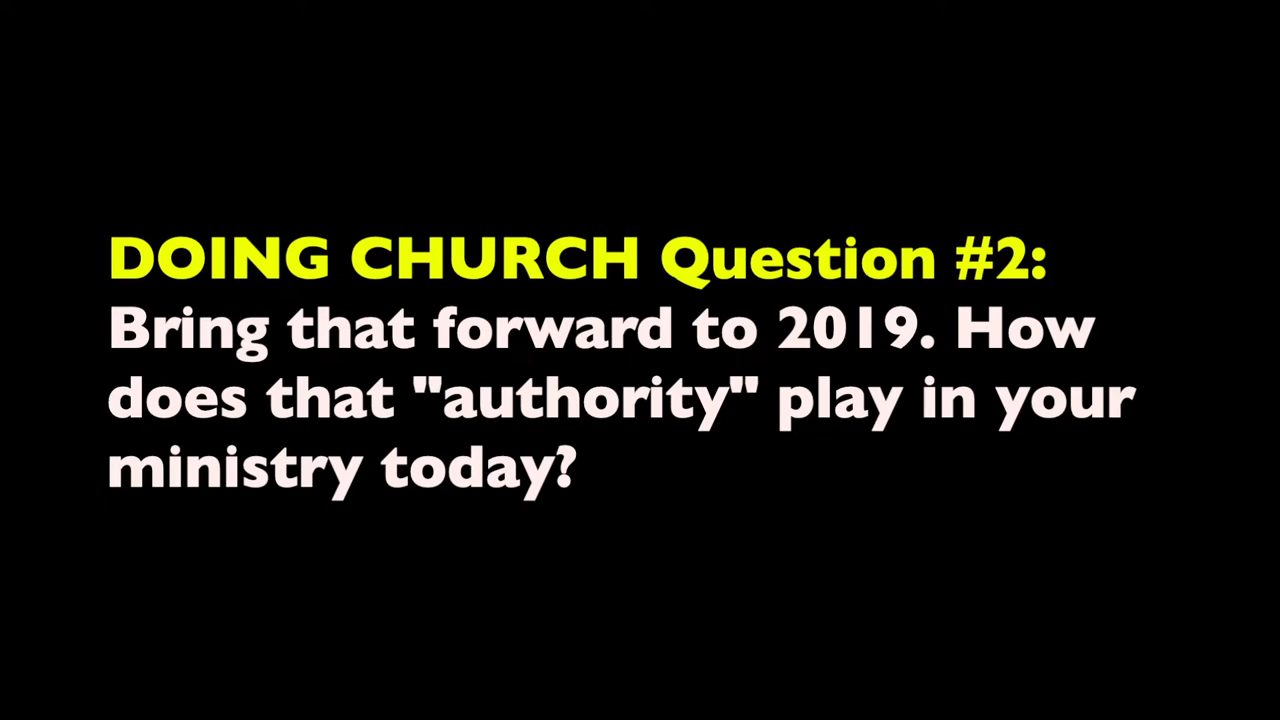 DOING CHURCH Question #2:
Bring that forward to 2019. How
does that "authority" play in your
ministry today?